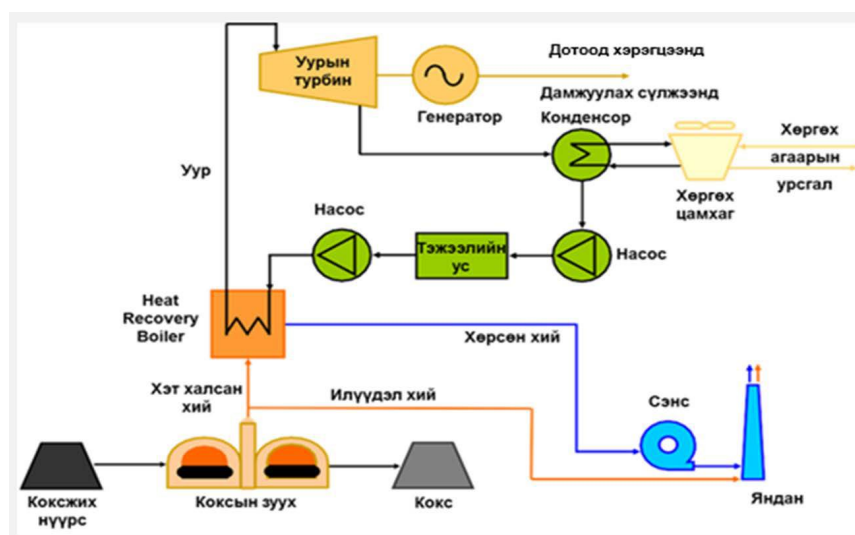 Дотоод хэрэгцээнд
Уурын
турбин
Дамжуулах сүлжээнд
Генератор
Конденсор
Хөргөх
агаарын
урсгал
Уур
Хөргөх
цамхаг
Насос
Тэжээлийн
ус
Насос
Heat
Recovery
Boiler
Хөрсөн хий
Хэт халсан
хий
Илүүдэл хий
Сэнс
Коксжих
нүүрс
Коксын зуух
Кокс
Яндан